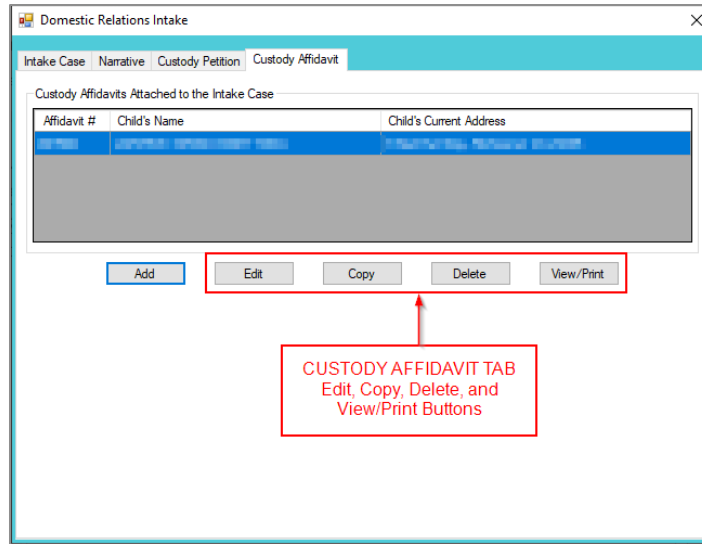 Domestic Relations Intake
Intake Case Narrative Custody Petition Custody Affidavit
Custody Affidavits Attached to the Intake Case
Affidavit # Child's Name Child's Current Address
Add Edit Copy Delete View/Print
CUSTODY AFFIDAVIT TAB
Edit, Copy, Delete, and
View/Print Buttons